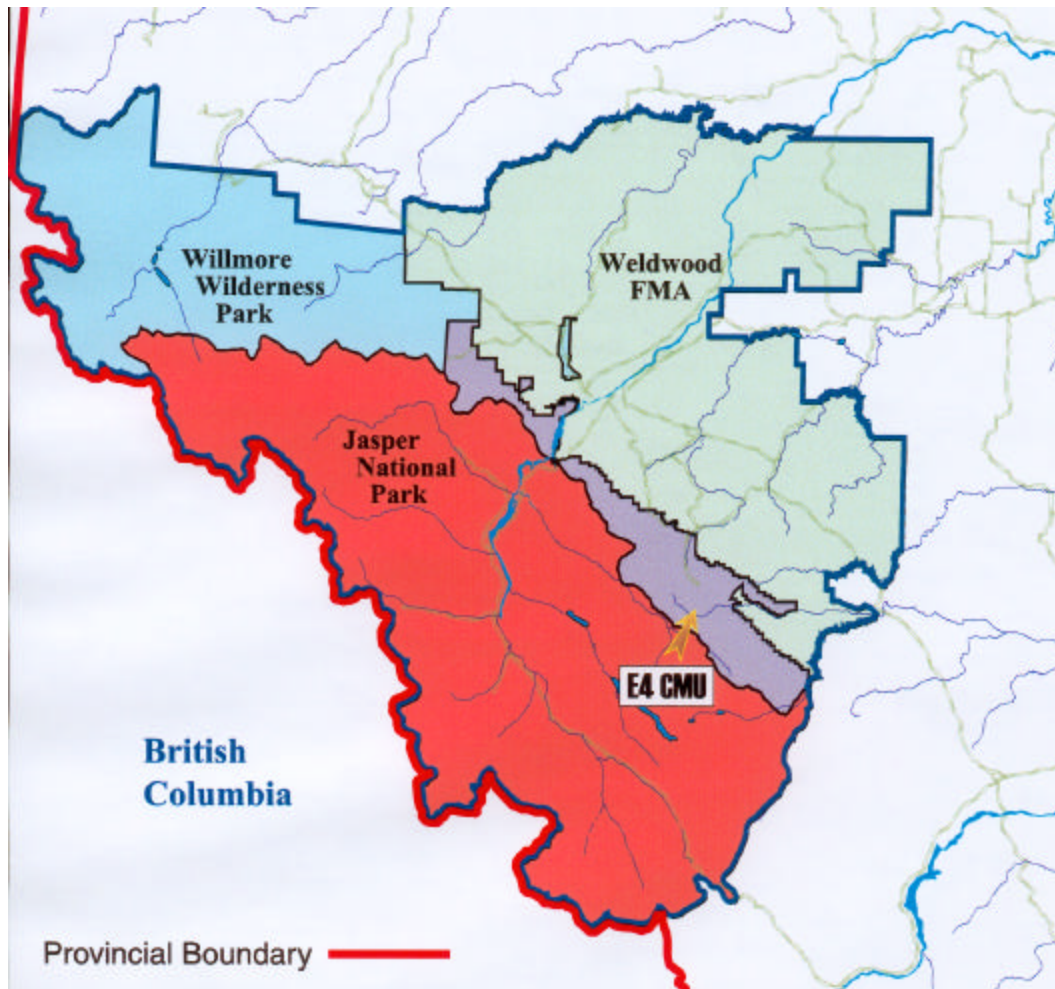 Willmore
Wilderness
Park
Weldwood
FMA
Jasper
National
Park
E4 CMU
British
Columbia
Provincial Boundary